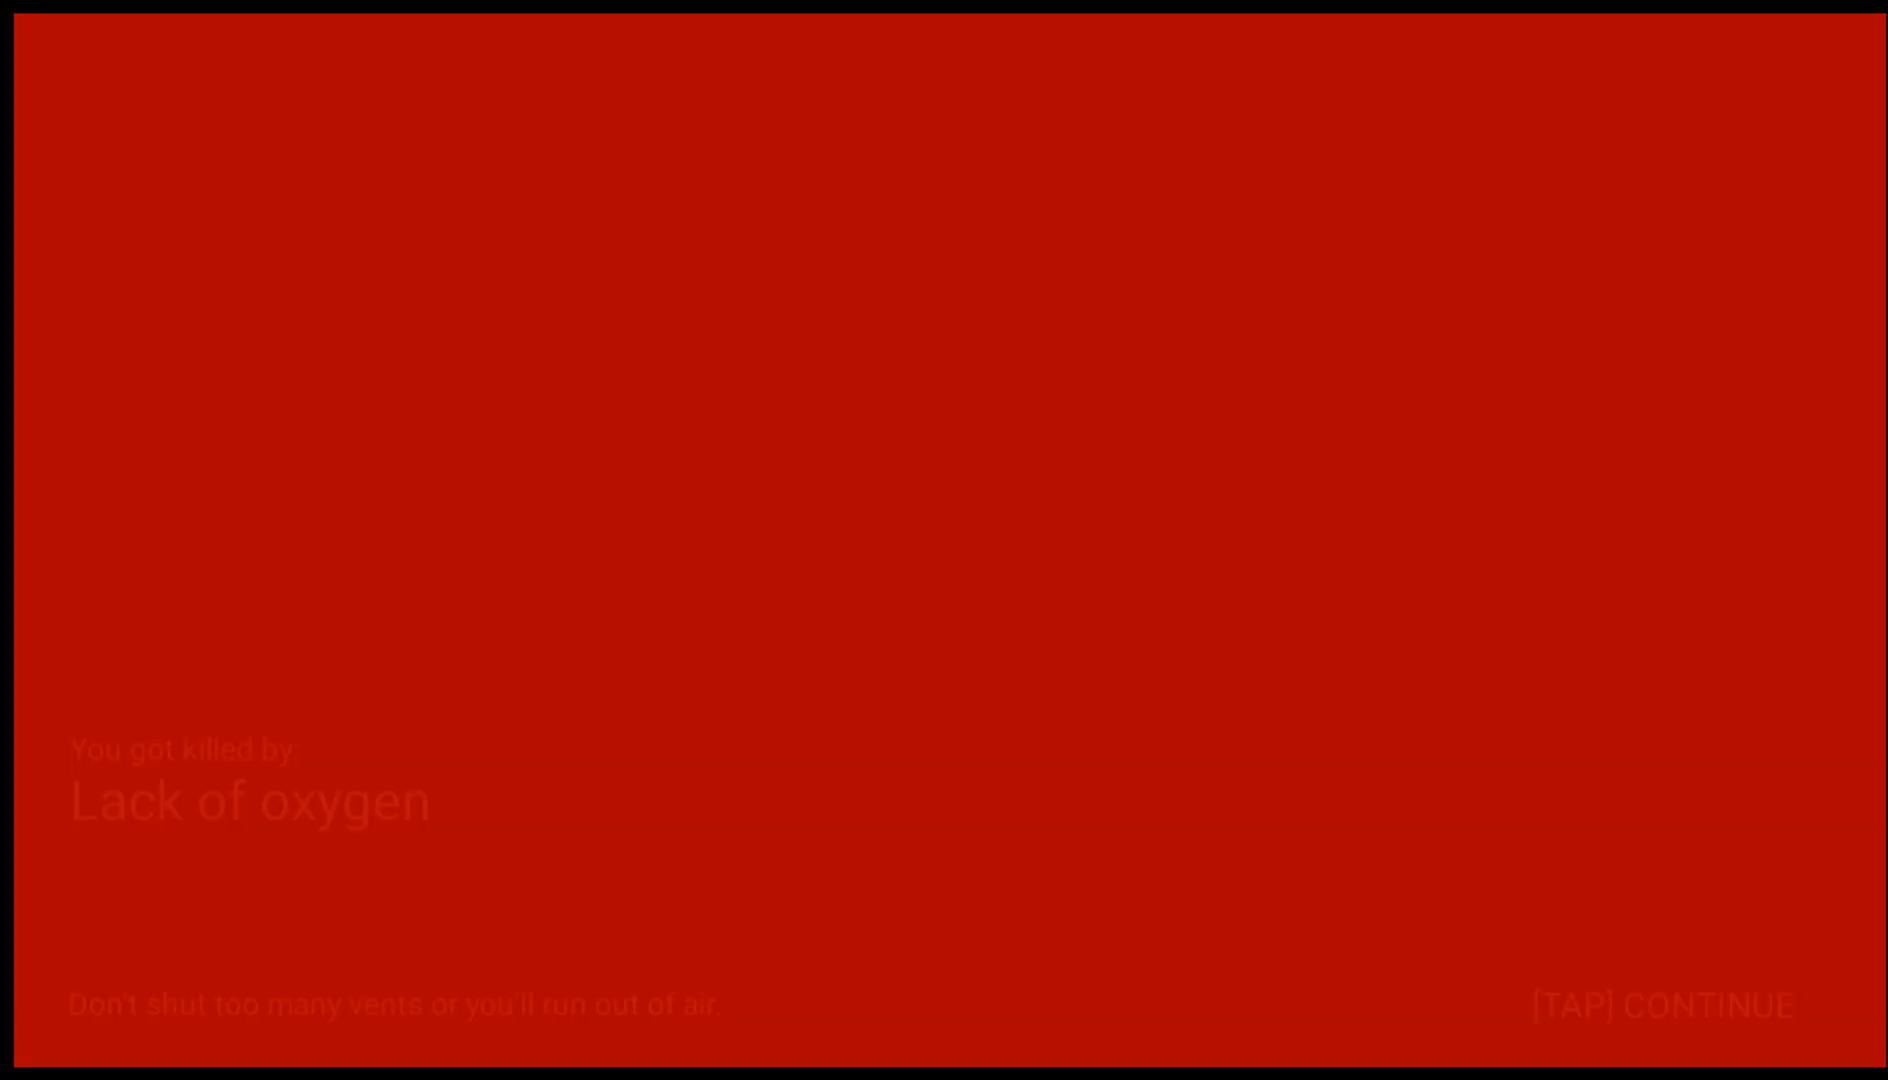 You got killed by:
Lack of oxygen
Don't shut too many vents or you'll run out of air.
[TAP] CONTINUE